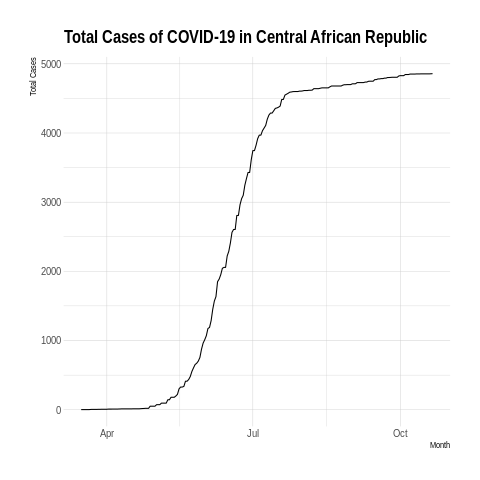 Total Cases of COVID-19 in Central African Republic
Total Cases
5000
4000
3000
2000
1000
0
Apr
Jul
Oct
Month